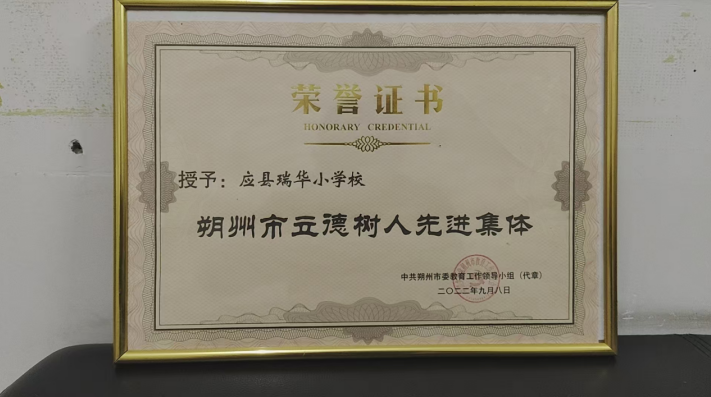 荣誉证书
HONORARY CREDENTIAL
授予：应县瑞华小学校
朔州市立德树人先进集体
中共朔州市委教育工作领导小组（代章）
二〇二二年九月八日